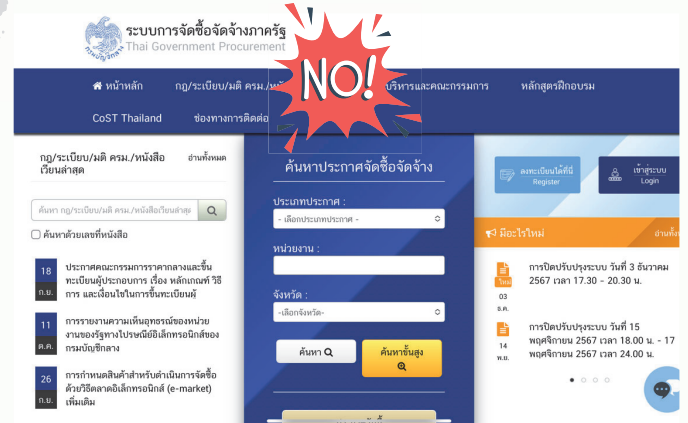 ระบบการจัดซื้อจัดจ้างภาครัฐ
Thai Government Procurement
NO!
หน้าหลัก
กฎ/ระเบียบ/มติ ครม./หนั
บริหารและคณะกรรมการ
หลักสูตรฝึกอบรม
CoST Thailand
ช่องทางการติดต่อ
กฎ/ระเบียบ/มติ ครม./หนังสือ
เวียนล่าสุด
อ่านทั้งหมด
ค้นหา กฎ/ระเบียบ/มติ ครม./หนังสือเวียนล่าสุด
ค้นหาด้วยเลขที่หนังสือ
18
ก.ย.
ประกาศคณะกรรมการราคากลางและขึ้น
ทะเบียนผู้ประกอบการ เรื่อง หลักเกณฑ์ วิธี
การ และเงื่อนไขในการขึ้นทะเบียนผู้
11
ต.ค.
การรายงานความเห็นอุทธรณ์ของหน่วย
งานของรัฐทางไปรษณีย์อิเล็กทรอนิกส์ของ
กรมบัญชีกลาง
26
ก.ย.
การกำหนดสินค้าสำหรับดำเนินการจัดซื้อ
ด้วยวิธีตลาดอิเล็กทรอนิกส์ (e-market)
เพิ่มเติม
ค้นหาประกาศจัดซื้อจัดจ้าง
ประเภทประกาศ :
- เลือกประเภทประกาศ -
หน่วยงาน :
จังหวัด :
-เลือกจังหวัด-
ค้นหา
ค้นหาขั้นสูง
ลงทะเบียนได้ที่นี่
Register
เข้าสู่ระบบ
Login
มีอะไรใหม่
อ่านทั้ง
ใหม่
03
ธ.ค.
การปิดปรับปรุงระบบ วันที่ 3 ธันวาคม
2567 เวลา 17.30 - 20.30 น.
14
พ.ย.
การปิดปรับปรุงระบบ วันที่ 15
พฤศจิกายน 2567 เวลา 18.00 น. - 17
พฤศจิกายน 2567 เวลา 24.00 น.